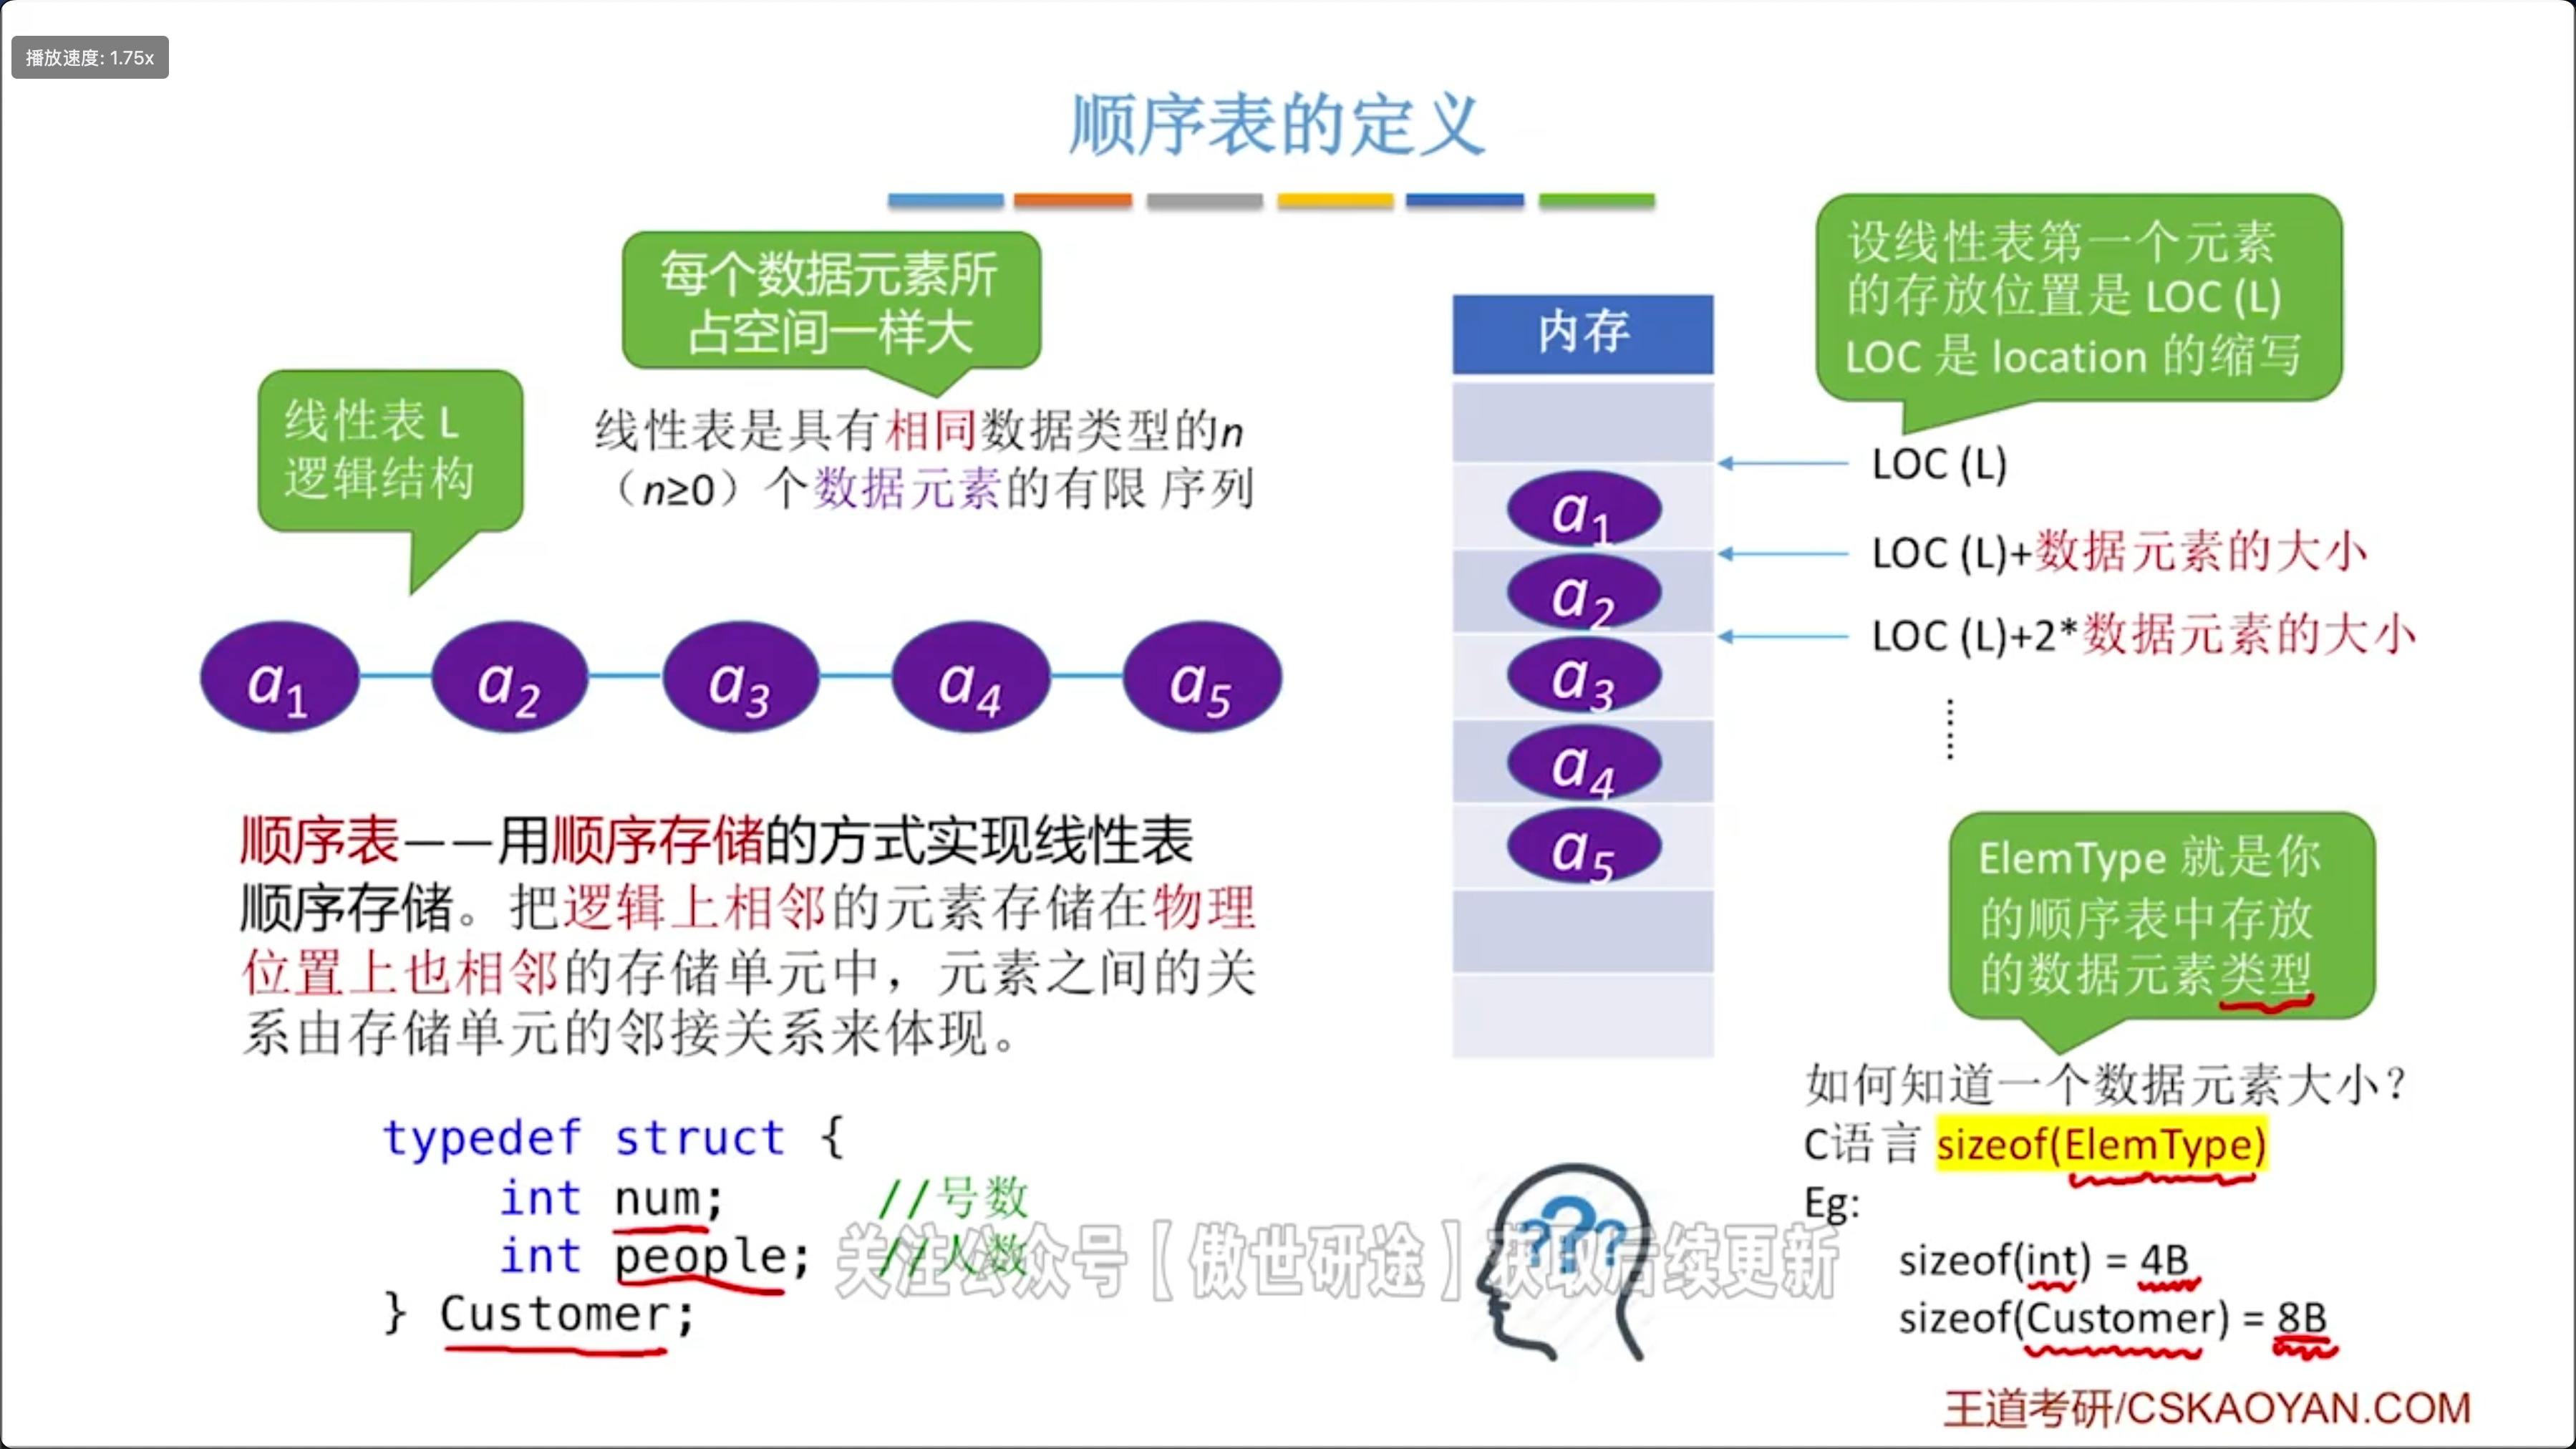 播放速度: 1.75x
顺序表的定义
每个数据元素所
占空间一样大
线性表 L
逻辑结构
线性表是具有相同数据类型的n
（n≥0）个数据元素的有限 序列
a1
a2
a3
a4
a5
顺序表——用顺序存储的方式实现线性表
顺序存储。把逻辑上相邻的元素存储在物理
位置上也相邻的存储单元中，元素之间的关
系由存储单元的邻接关系来体现。
typedef struct {
int num; //号数
int people; //人数
} Customer;
关注公众号【傲世研途】获取后续更新
内存
a1
a2
a3
a4
a5
???
设线性表第一个元素
的存放位置是 LOC (L)
LOC 是 location 的缩写
LOC (L)
LOC (L)+数据元素的大小
LOC (L)+2*数据元素的大小
......
ElemType 就是你
的顺序表中存放
的数据元素类型
如何知道一个数据元素大小？
C语言 sizeof(ElemType)
Eg:
sizeof(int) = 4B
sizeof(Customer) = 8B
王道考研/CSKAOYAN.COM